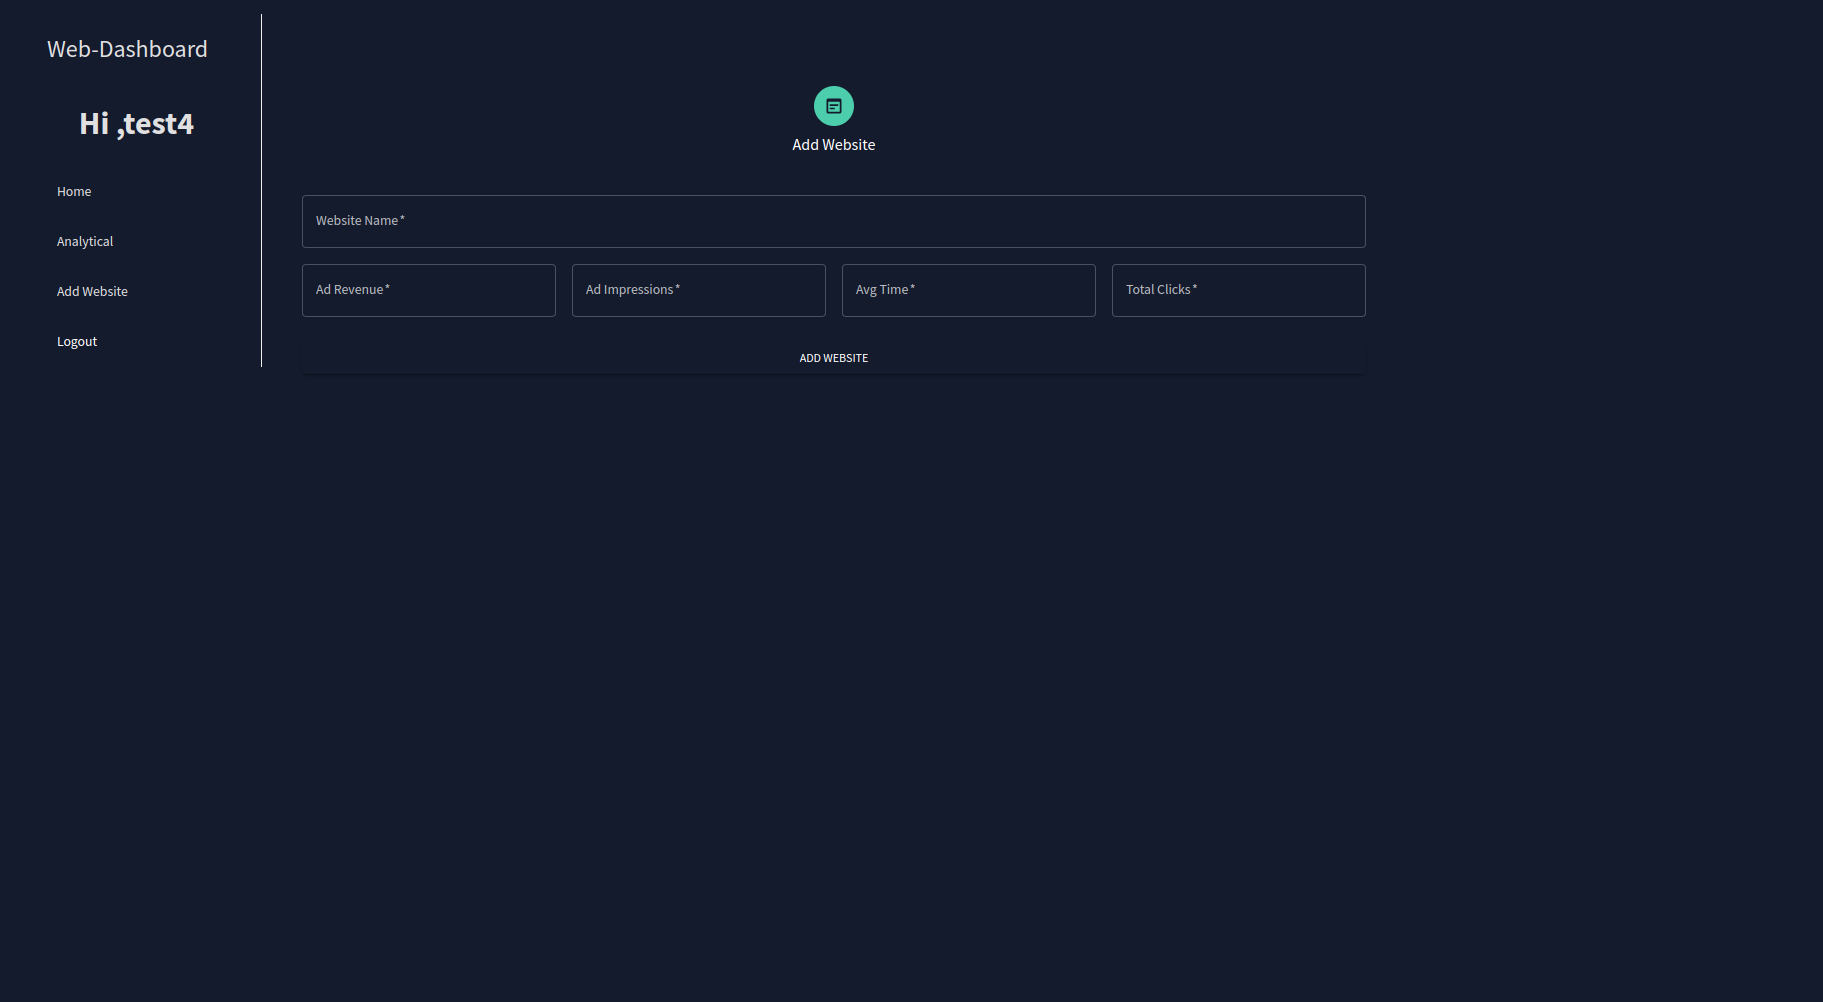 Web-Dashboard
Hi ,test4
Home
Analytical
Add Website
Logout
Add Website
Website Name *
Ad Revenue *
Ad Impressions *
Avg Time *
Total Clicks *
ADD WEBSITE